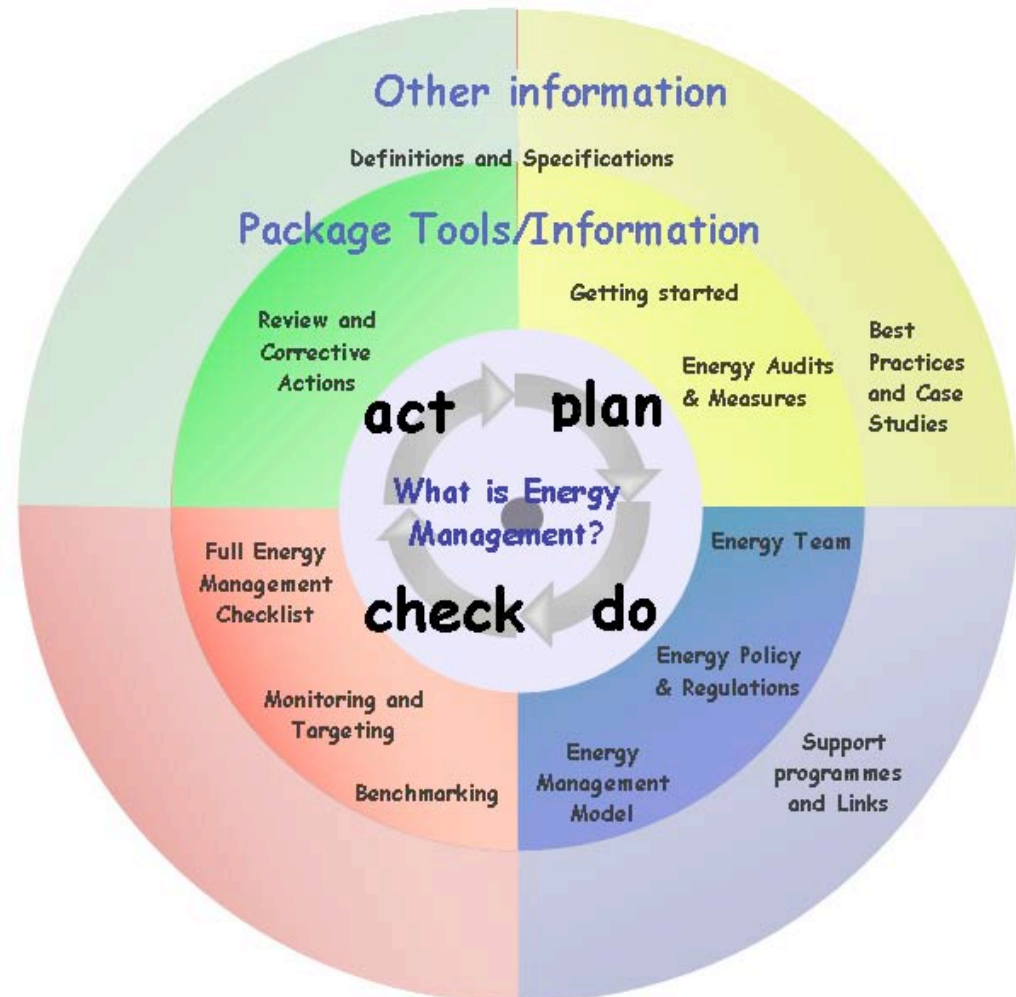 Other information
Definitions and Specifications
Package Tools/Information
Getting started
Review and
Corrective
Actions
Energy Audits
& Measures
Best
Practices
and Case
Studies
act
plan
What is Energy
Management?
check
do
Full Energy
Management
Checklist
Monitoring and
Targeting
Benchmarking
Energy Team
Energy Policy
& Regulations
Energy
Management
Model
Support
programmes
and Links